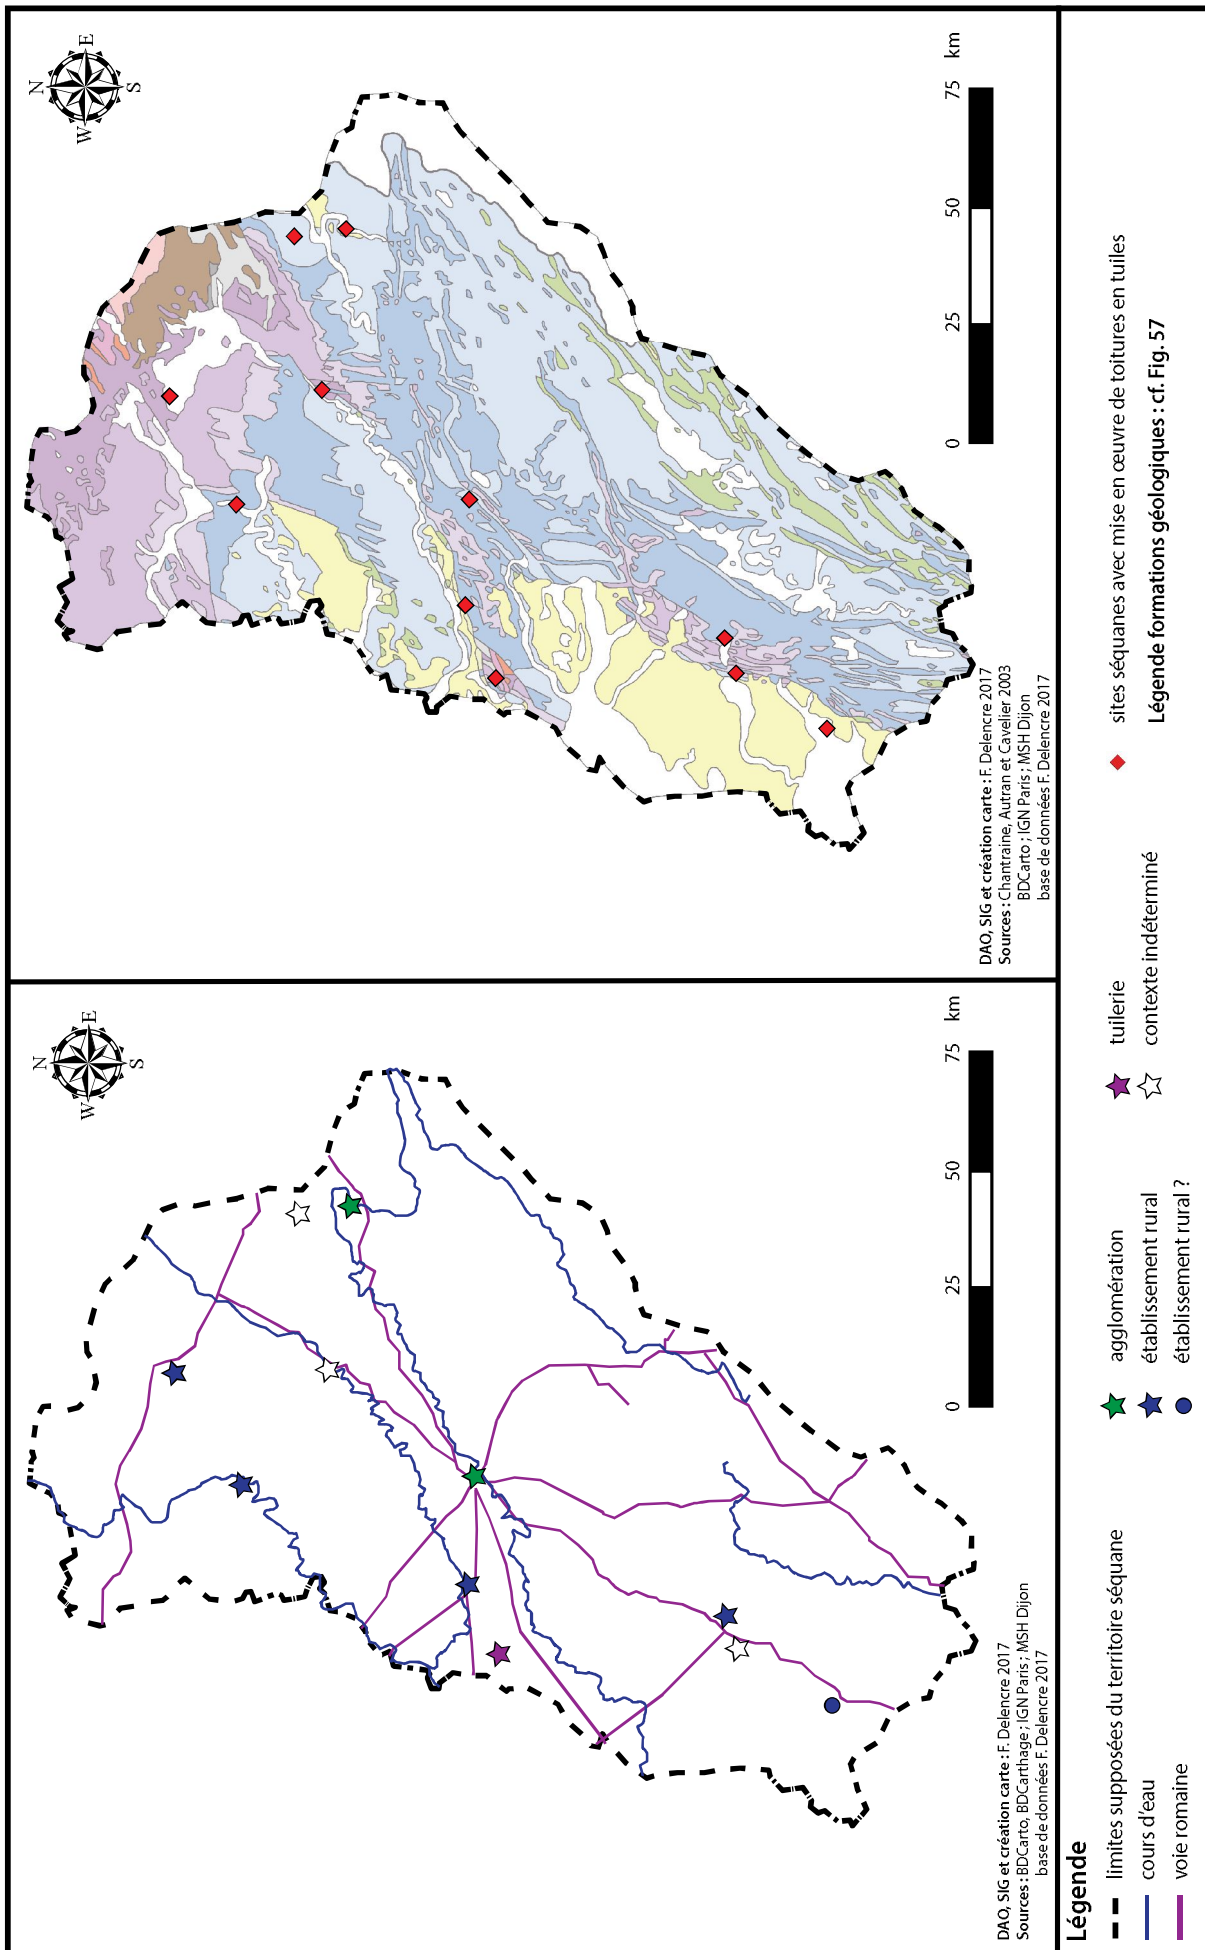 N
E
S
W
0
25
50
75
km
DAO, SIG et création carte : F. Delencre 2017
Sources : BDCarto, BDCarthage ; IGN Paris ; MSH Dijon
base de données F. Delencre 2017
N
E
S
W
0
25
50
75
km
DAO, SIG et création carte : F. Delencre 2017
Sources : Chantraine, Autran et Cavelier 2003
BDCarto ; IGN Paris ; MSH Dijon
base de données F. Delencre 2017
Légende
limites supposées du territoire séquane
cours d'eau
voie romaine
agglomération
établissement rural
établissement rural ?
tuilerie
contexte indéterminé
sites séquanes avec mise en œuvre de toitures en tuiles
Légende formations géologiques : cf. Fig. 57